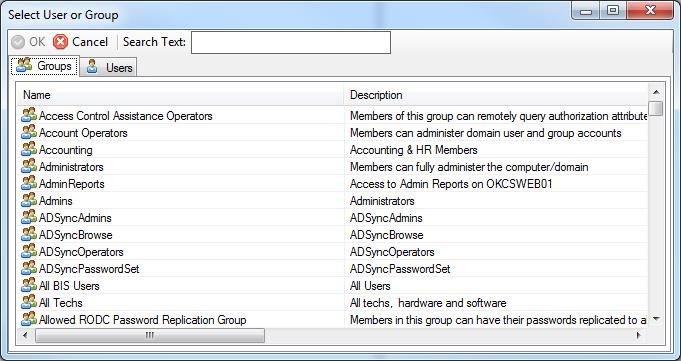 Select User or Group
OK Cancel Search Text:
Groups Users
Name Description
Access Control Assistance Operators Members of this group can remotely query authorization attribute
Account Operators Members can administer domain user and group accounts
Accounting Accounting & HR Members
Administrators Members can fully administer the computer/domain
AdminReports Access to Admin Reports on OKCSWEB01
Admins Administrators
ADSyncAdmins ADSyncAdmins
ADSyncBrowse ADSyncBrowse
ADSyncOperators ADSyncOperators
ADSyncPasswordSet ADSyncPasswordSet
All BIS Users All Users
All Techs All techs, hardware and software
Allowed RODC Password Replication Group Members in this group can have their passwords replicated to a